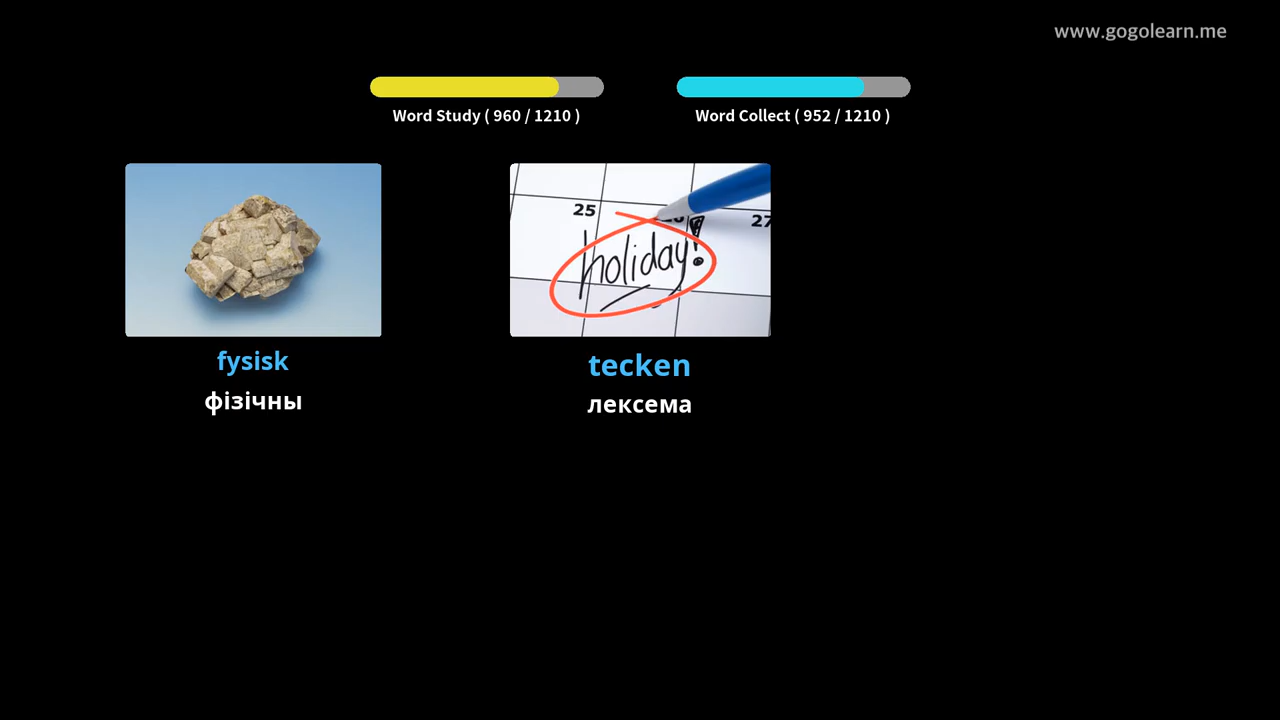 www.gogolearn.me
Word Study ( 960 / 1210 )
Word Collect ( 952 / 1210 )
25
27
holiday!
fysisk
tecken
фізічны
лексема